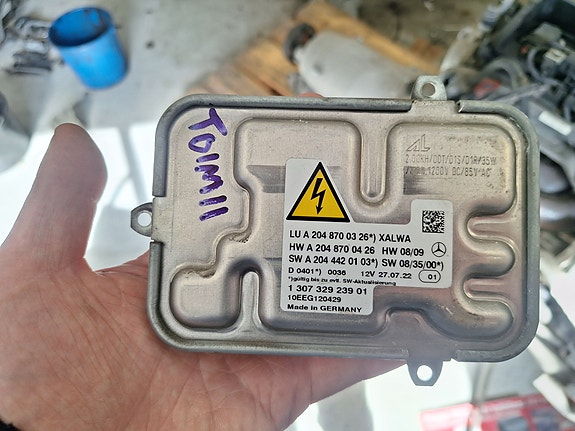 TOIMII
AL
LU A 204 870 03 26*) XALWA
HW A 204 870 04 26 HW 08/09
SW A 204 442 01 03*) SW 08/35/00*)
D 0401*) 0036 12V 27.07.22 01
*)gültig bis zu evtl. SW-Aktualisierung
1 307 329 239 01
10EEG120429
Made in GERMANY